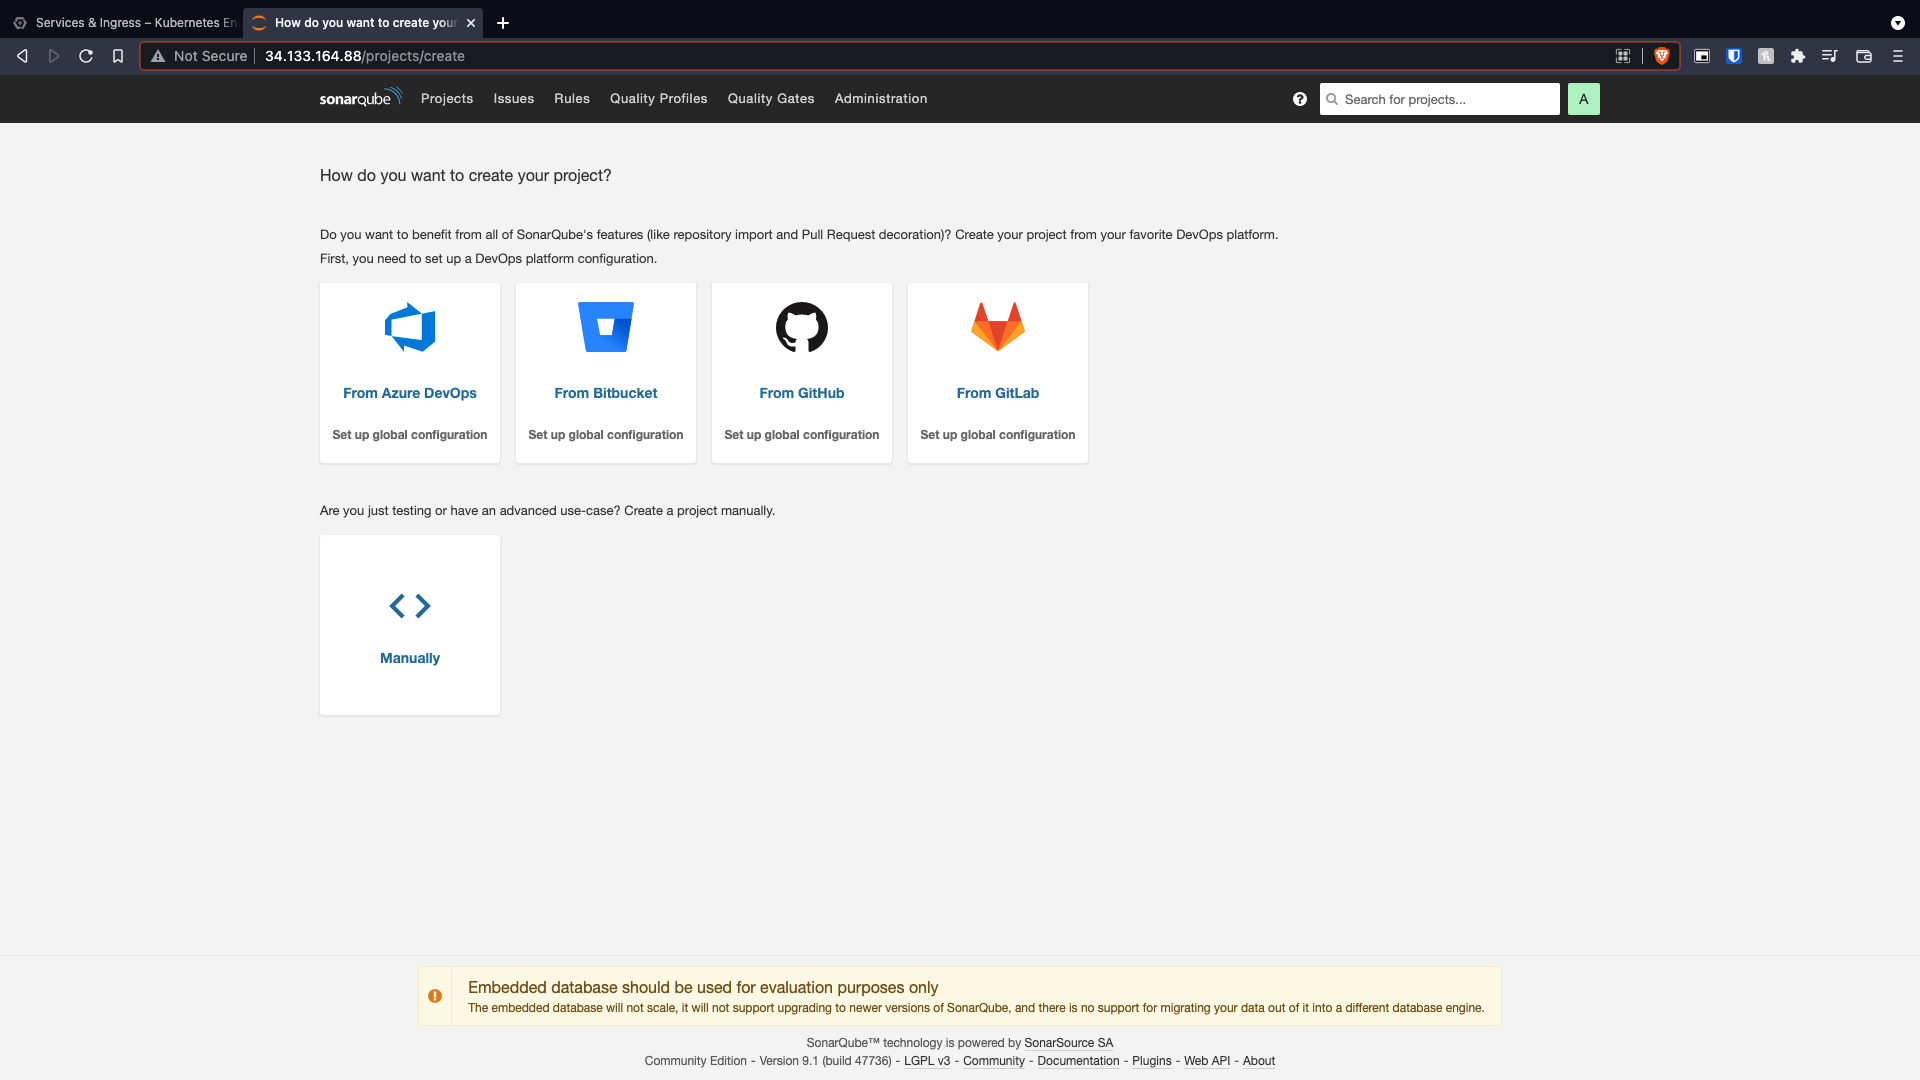 Services & Ingress – Kubernetes En
How do you want to create your
Not Secure
34.133.164.88/projects/create
sonarqube
Projects
Issues
Rules
Quality Profiles
Quality Gates
Administration
Search for projects...
A
How do you want to create your project?
Do you want to benefit from all of SonarQube's features (like repository import and Pull Request decoration)? Create your project from your favorite DevOps platform.
First, you need to set up a DevOps platform configuration.
From Azure DevOps
From Bitbucket
From GitHub
From GitLab
Set up global configuration
Set up global configuration
Set up global configuration
Set up global configuration
Are you just testing or have an advanced use-case? Create a project manually.
Manually
Embedded database should be used for evaluation purposes only
The embedded database will not scale, it will not support upgrading to newer versions of SonarQube, and there is no support for migrating your data out of it into a different database engine.
SonarQube™ technology is powered by SonarSource SA
Community Edition - Version 9.1 (build 47736) - LGPL v3 - Community - Documentation - Plugins - Web API - About